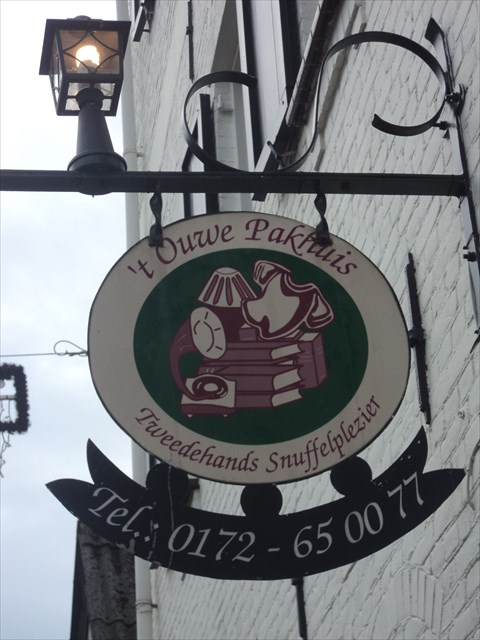 't Ouwe Pakhuis
Tweedehands Snuffelplezier
Tel.: 0172 - 65 00 77